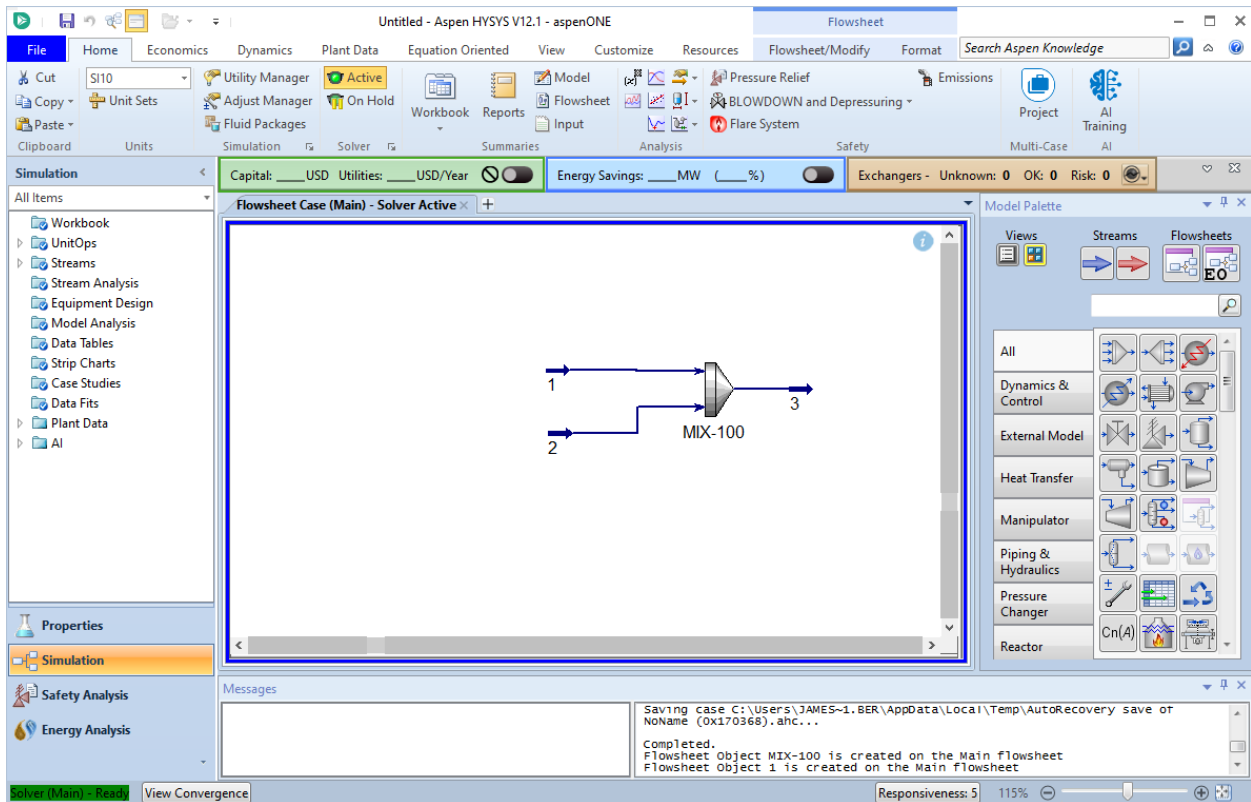 Untitled - Aspen HYSYS V12.1 - aspenONE
Flowsheet
File Home Economics Dynamics Plant Data Equation Oriented View Customize Resources Flowsheet/Modify Format Search Aspen Knowledge
Cut
Copy
Paste
Clipboard
SI10
Unit Sets
Units
Utility Manager
Adjust Manager
Fluid Packages
Simulation
Active
On Hold
Solver
Workbook
Reports
Model
Flowsheet
Input
Summaries
Analysis
Pressure Relief
BLOWDOWN and Depressuring
Flare System
Emissions
Safety
Project
Multi-Case
AI
Training
AI
Simulation
All Items
Workbook
UnitOps
Streams
Stream Analysis
Equipment Design
Model Analysis
Data Tables
Strip Charts
Case Studies
Data Fits
Plant Data
AI
Properties
Simulation
Safety Analysis
Energy Analysis
Capital: ____USD Utilities: ____USD/Year
Energy Savings: ____MW (____%)
Exchangers - Unknown: 0 OK: 0 Risk: 0
Flowsheet Case (Main) - Solver Active
1
2
MIX-100
3
Model Palette
Views Streams Flowsheets
EO
All
Dynamics &
Control
External Model
Heat Transfer
Manipulator
Piping &
Hydraulics
Pressure
Changer
Reactor
Cn(A)
Messages
Saving case C:\Users\JAMES~1.BER\AppData\Local\Temp\AutoRecovery save of
NoName (0x170368).ahc...
Completed.
Flowsheet Object MIX-100 is created on the Main flowsheet
Flowsheet Object 1 is created on the Main flowsheet
Solver (Main) - Ready
View Convergence
Responsiveness: 5
115%